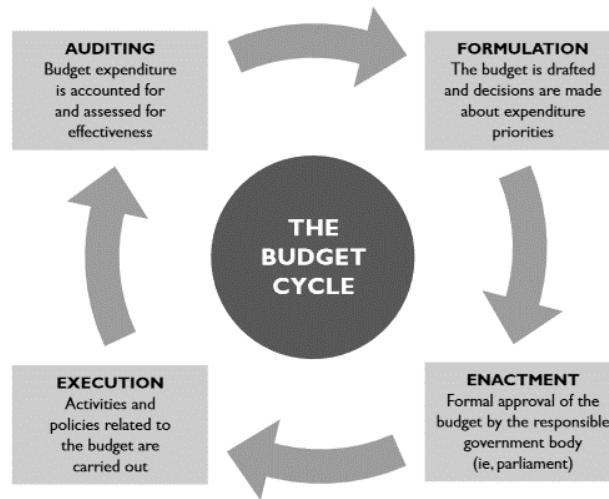 AUDITING
Budget expenditure
is accounted for
and assessed for
effectiveness
FORMULATION
The budget is drafted
and decisions are made
about expenditure
priorities
THE
BUDGET
CYCLE
EXECUTION
Activities and
policies related to
the budget are
carried out
ENACTMENT
Formal approval of the
budget by the responsible
government body
(ie, parliament)